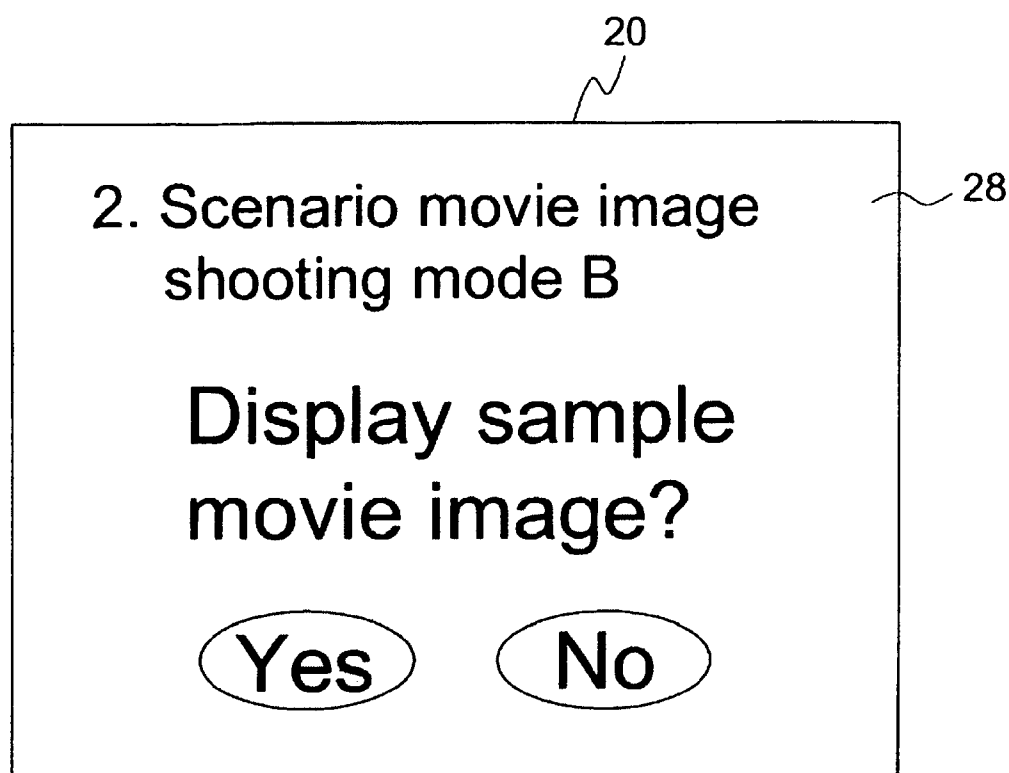 20
28
2. Scenario movie image
shooting mode B
Display sample
movie image?
Yes No